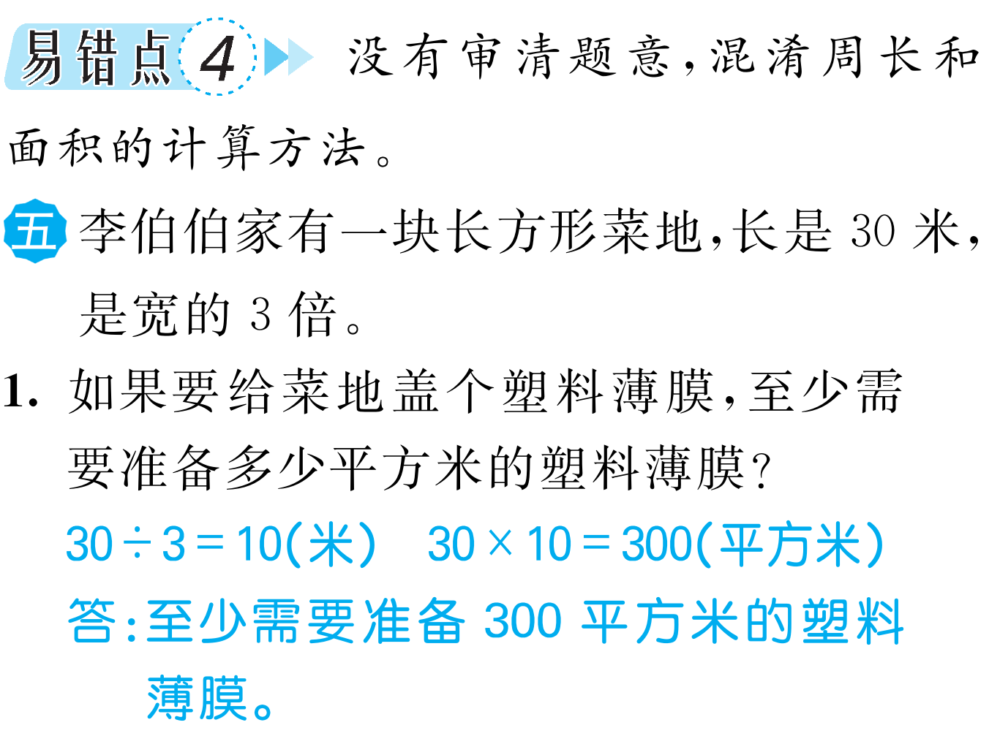 易错点4 没有审清题意,混淆周长和
面积的计算方法。
五 李伯伯家有一块长方形菜地,长是 30 米,
是宽的 3 倍。
1. 如果要给菜地盖个塑料薄膜,至少需
要准备多少平方米的塑料薄膜?
30÷3=10(米) 30×10=300(平方米)
答:至少需要准备 300 平方米的塑料
薄膜。